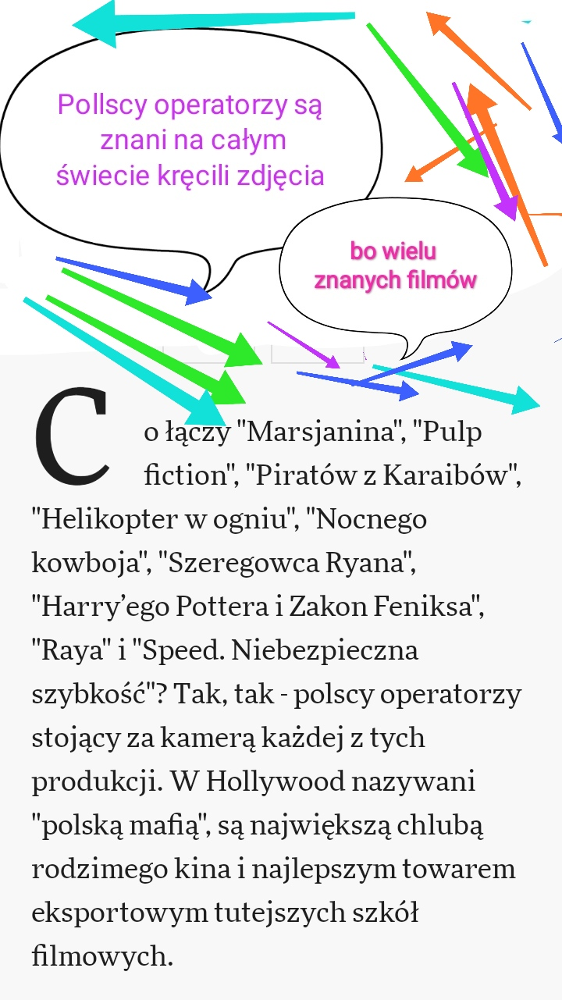 Pollscy operatorzy są
znani na całym
świecie kręcili zdjęcia
bo wielu
znanych filmów
Co łączy "Marsjanina", "Pulp
fiction", "Piratów z Karaibów",
"Helikopter w ogniu", "Nocnego
kowboja", "Szeregowca Ryana",
"Harry’ego Pottera i Zakon Feniksa",
"Raya" i "Speed. Niebezpieczna
szybkość"? Tak, tak - polscy operatorzy
stojący za kamerą każdej z tych
produkcji. W Hollywood nazywani
"polską mafią", są największą chlubą
rodzimego kina i najlepszym towarem
eksportowym tutejszych szkół
filmowych.